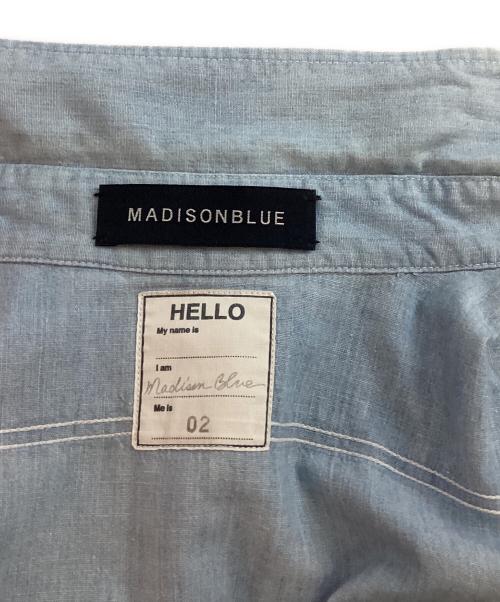 MADISONBLUE
HELLO
My name is
I am
Madison Blue
Me is
02